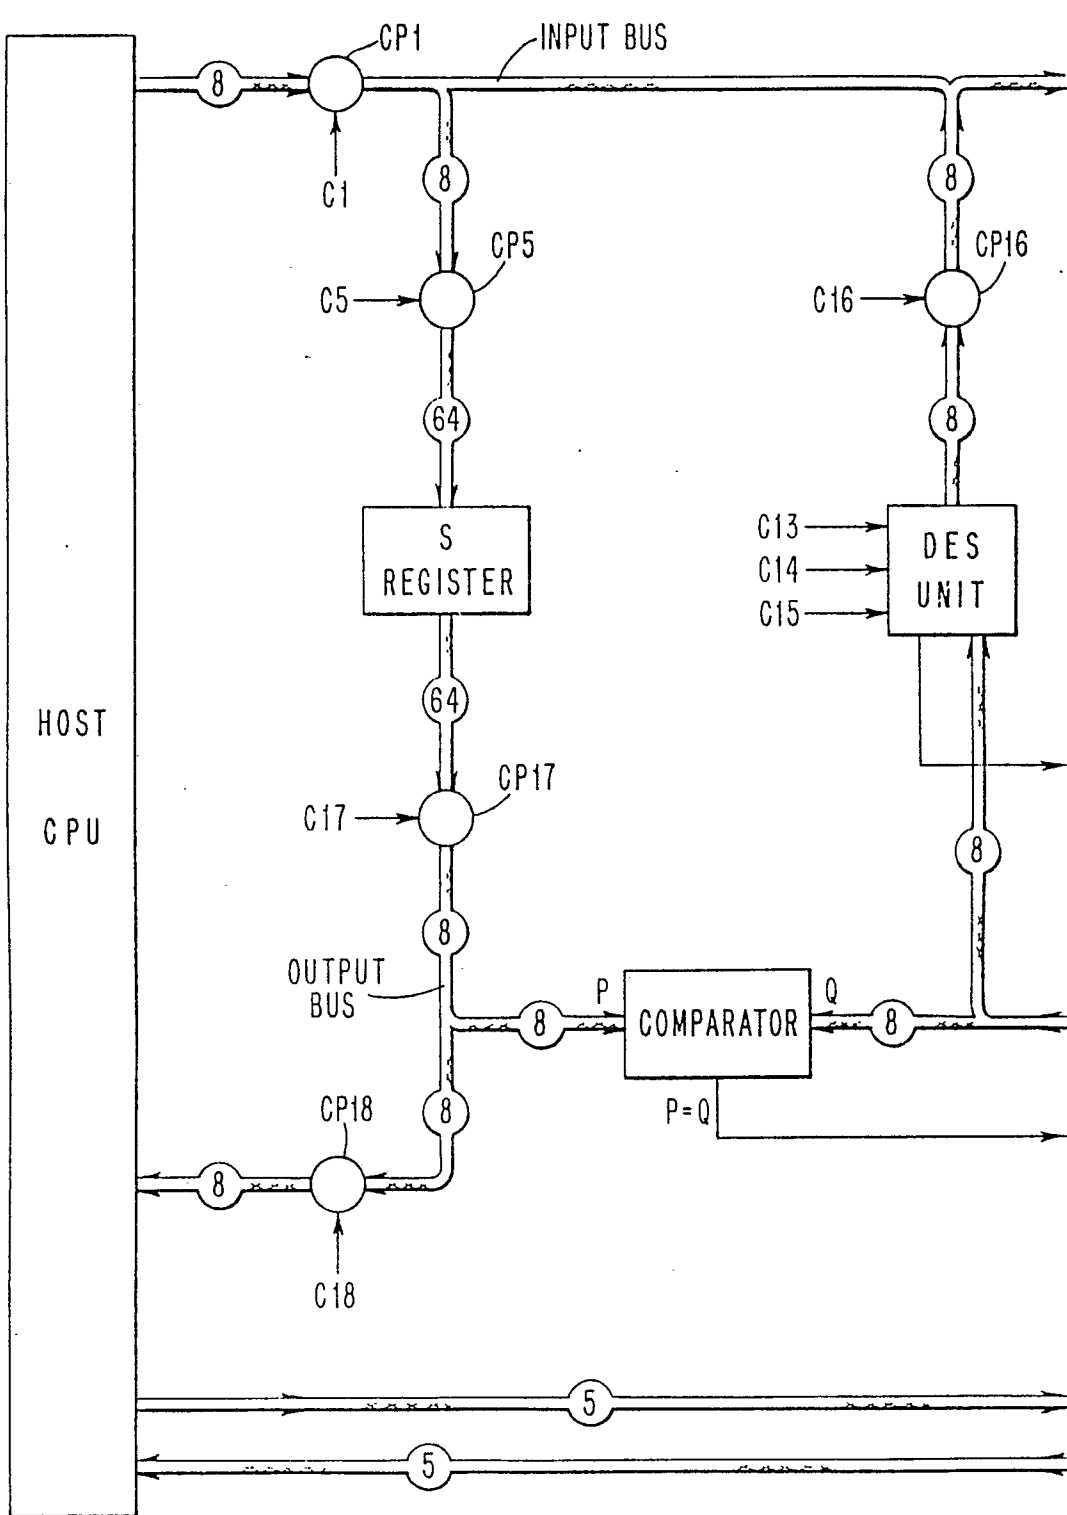 CP1
INPUT BUS
8
C1
8
8
CP5
CP16
C5
C16
64
8
S
REGISTER
C13
C14
C15
DES
UNIT
64
HOST
CPU
CP17
C17
8
8
OUTPUT
BUS
P
8
COMPARATOR
Q
8
CP18
8
P=Q
8
C18
5
5